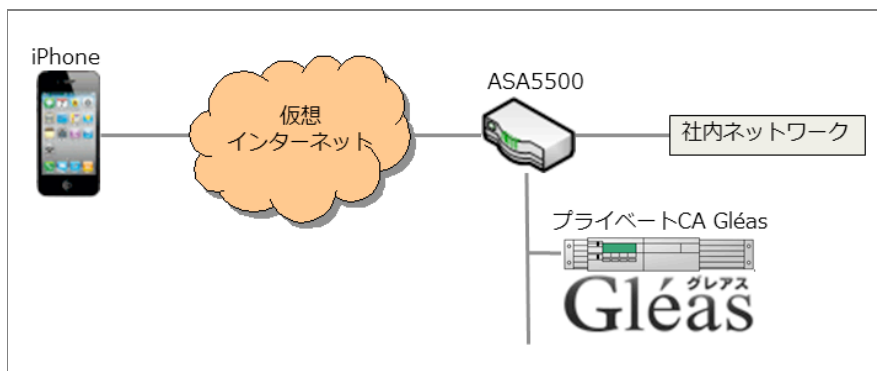 iPhone
ASA5500
仮想
インターネット
社内ネットワーク
プライベートCA Gléas
グレアス
Gléas